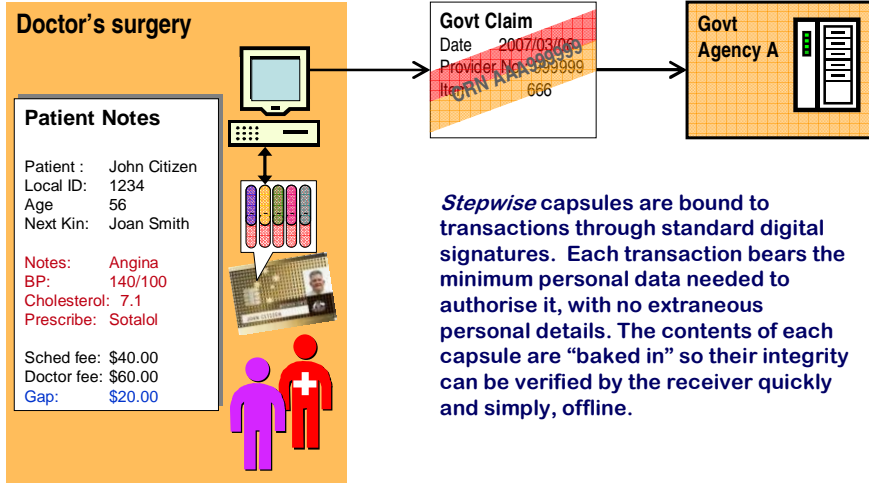 Doctor's surgery
Patient Notes
Patient : John Citizen
Local ID: 1234
Age 56
Next Kin: Joan Smith
Notes: Angina
BP: 140/100
Cholesterol: 7.1
Prescribe: Sotalol
Sched fee: $40.00
Doctor fee: $60.00
Gap: $20.00
JOHN CITIZEN
Govt Claim
Date 2007/03/06
Provider No 999999
Item 666
CRN AAA999999
Govt
Agency A
Stepwise capsules are bound to
transactions through standard digital
signatures. Each transaction bears the
minimum personal data needed to
authorise it, with no extraneous
personal details. The contents of each
capsule are “baked in” so their integrity
can be verified by the receiver quickly
and simply, offline.